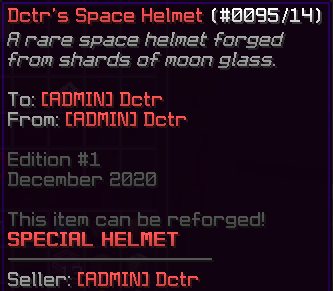 Dctr's Space Helmet (#0095/14)
A rare space helmet forged
from shards of moon glass.
To: [ADMIN] Dctr
From: [ADMIN] Dctr
Edition #1
December 2020
This item can be reforged!
SPECIAL HELMET
Seller: [ADMIN] Dctr